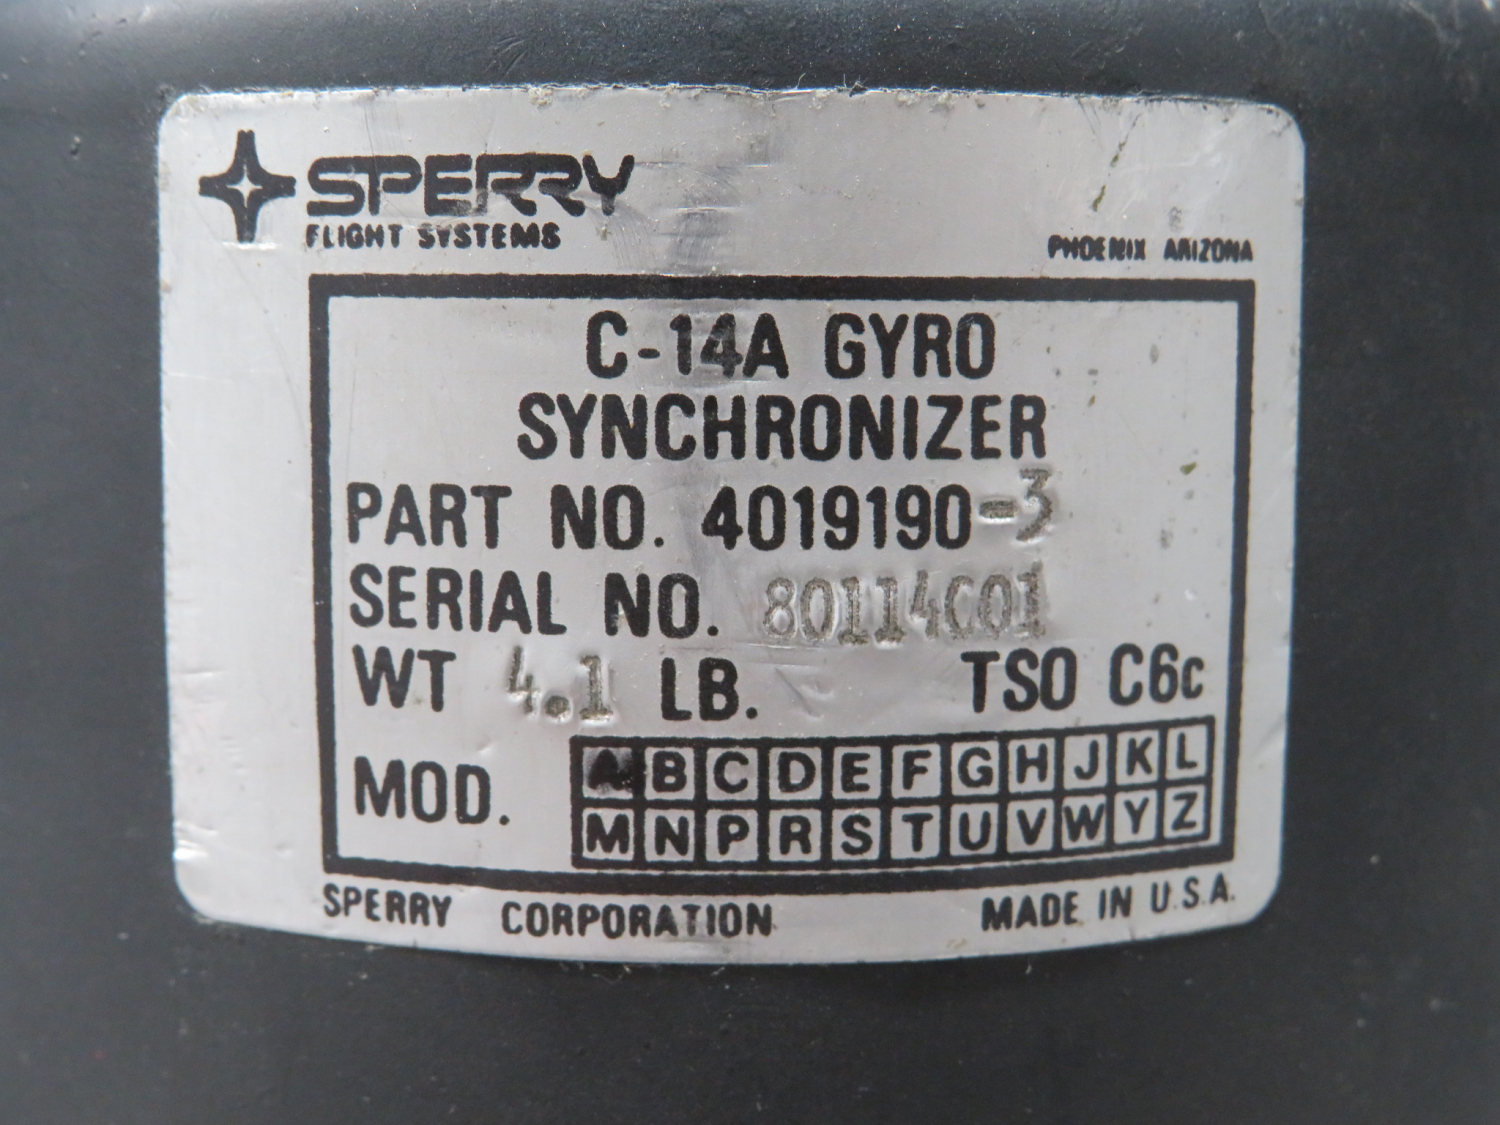 SPERRY
FLIGHT SYSTEMS
PHOENIX ARIZONA
C-14A GYRO
SYNCHRONIZER
PART NO. 4019190-3
SERIAL NO. 80114C01
WT 4.1 LB. TSO C6c
MOD.
A B C D E F G H J K L
M N P R S T U V W Y Z
SPERRY CORPORATION MADE IN U.S.A.